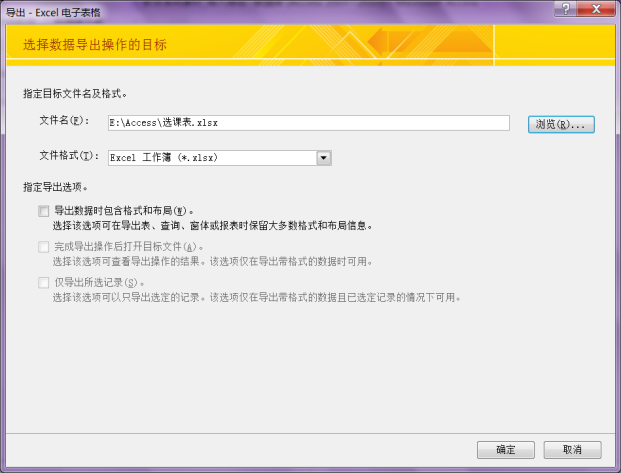 导出 - Excel 电子表格
选择数据导出操作的目标
指定目标文件名及格式。
文件名(F): E:\Access\选课表.xlsx 浏览(R)...
文件格式(T): Excel 工作簿 (*.xlsx)
指定导出选项。
导出数据时包含格式和布局(W)。
选择该选项可在导出表、查询、窗体或报表时保留大多数格式和布局信息。
完成导出操作后打开目标文件(A)。
选择该选项可查看导出操作的结果。该选项仅在导出带格式的数据时可用。
仅导出所选记录(S)。
选择该选项可以只导出选定的记录。该选项仅在导出带格式的数据且已选定记录的情况下可用。
确定 取消